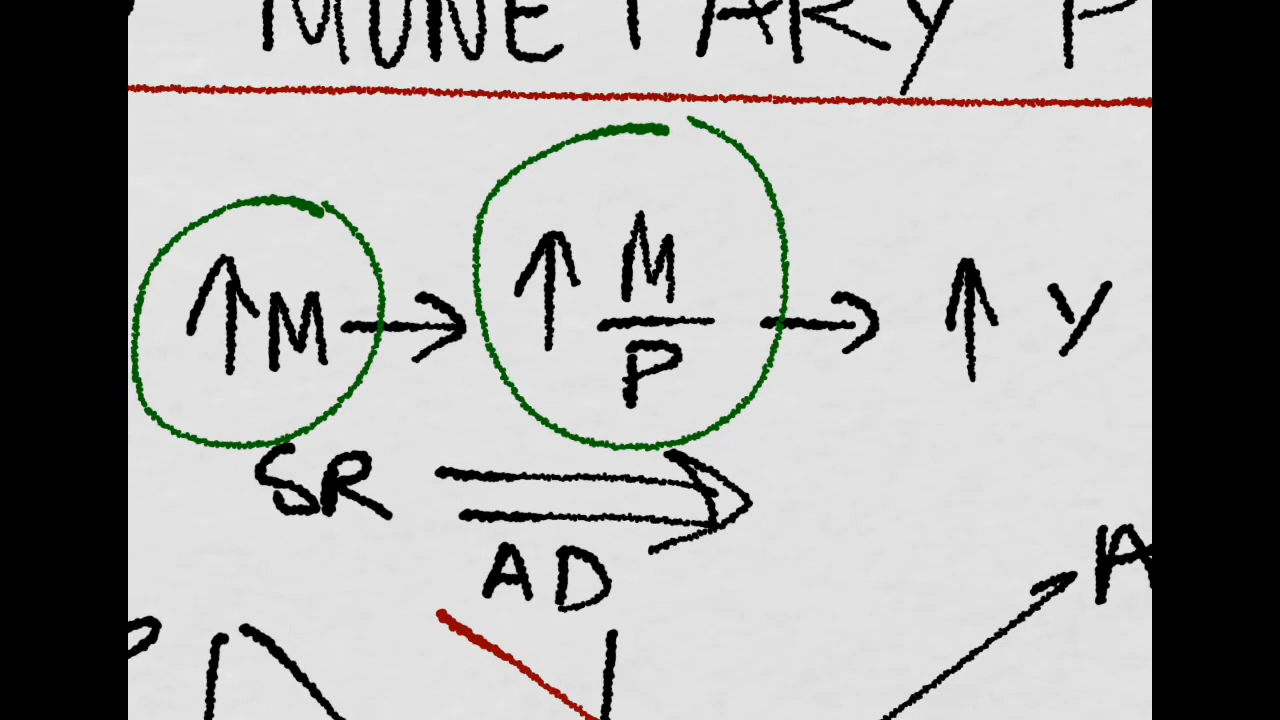 MONETARY P
↑ M → ↑ M/P → ↑ Y
SR ⇒
AD
P
A